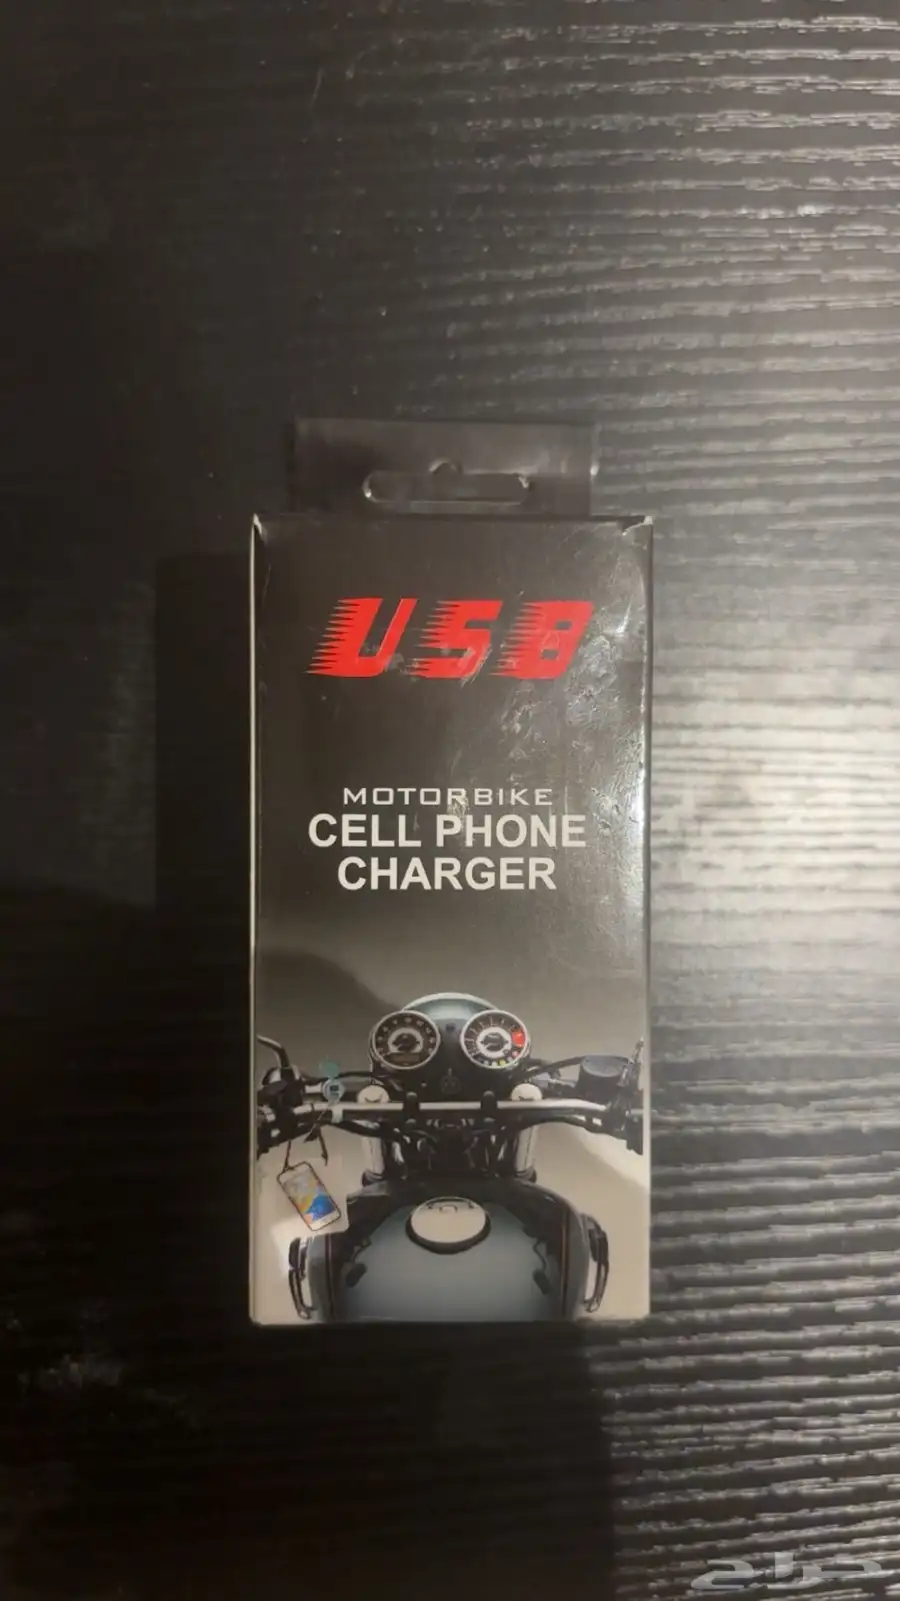 USB
MOTORBIKE
CELL PHONE
CHARGER
حراج